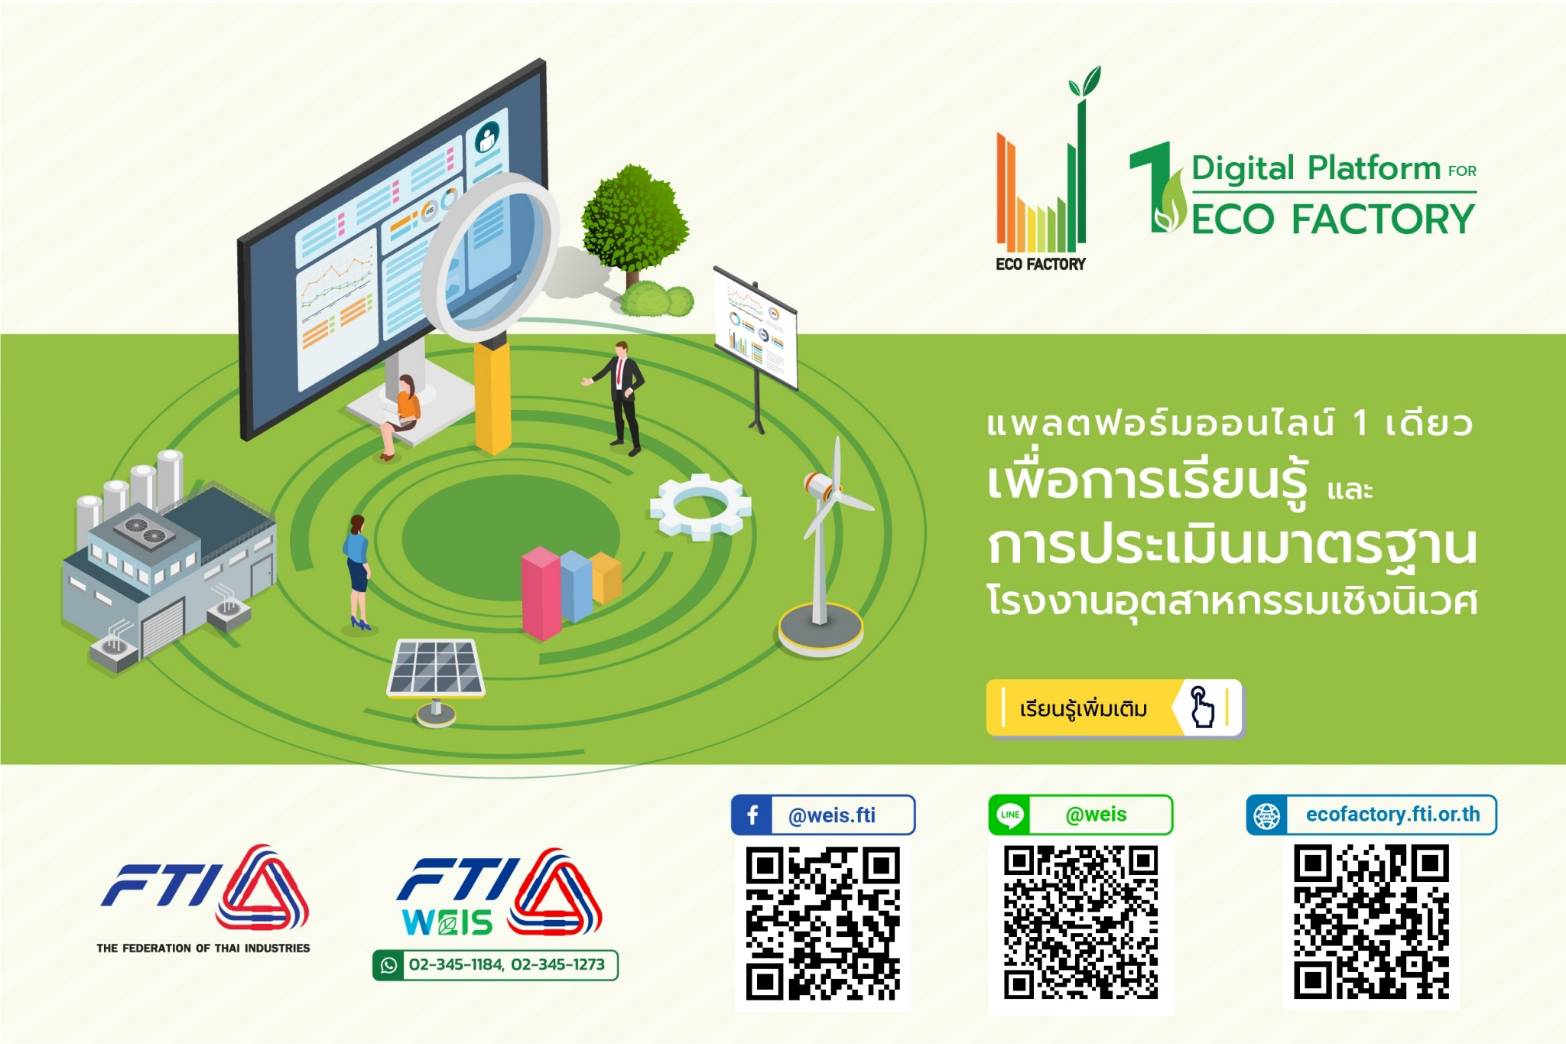 ECO FACTORY
1 Digital Platform FOR
ECO FACTORY
แพลตฟอร์มออนไลน์ 1 เดียว
เพื่อการเรียนรู้ และ
การประเมินมาตรฐาน
โรงงานอุตสาหกรรมเชิงนิเวศ
เรียนรู้เพิ่มเติม
@weis.fti
LINE
@weis
ecofactory.fti.or.th
FTI
THE FEDERATION OF THAI INDUSTRIES
FTI
WEIS
02-345-1184, 02-345-1273